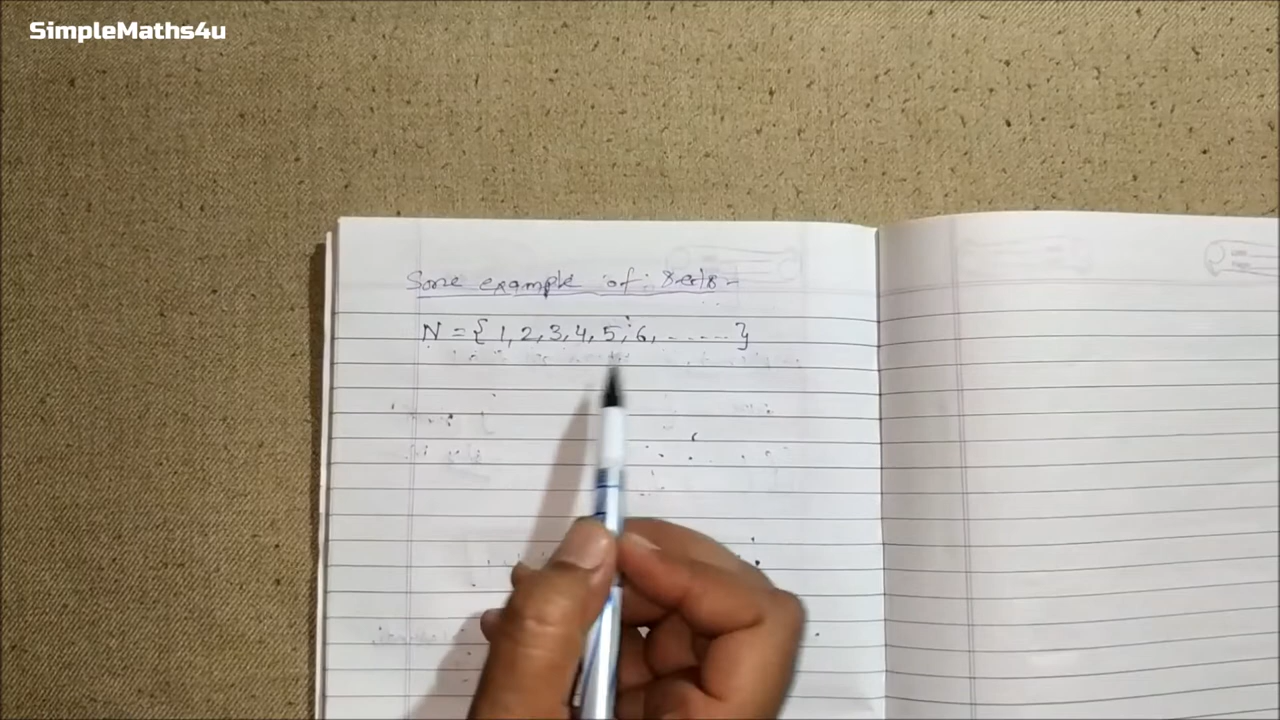 SimpleMaths4u
Some example of sets-
N = { 1, 2, 3, 4, 5, 6, ...... }